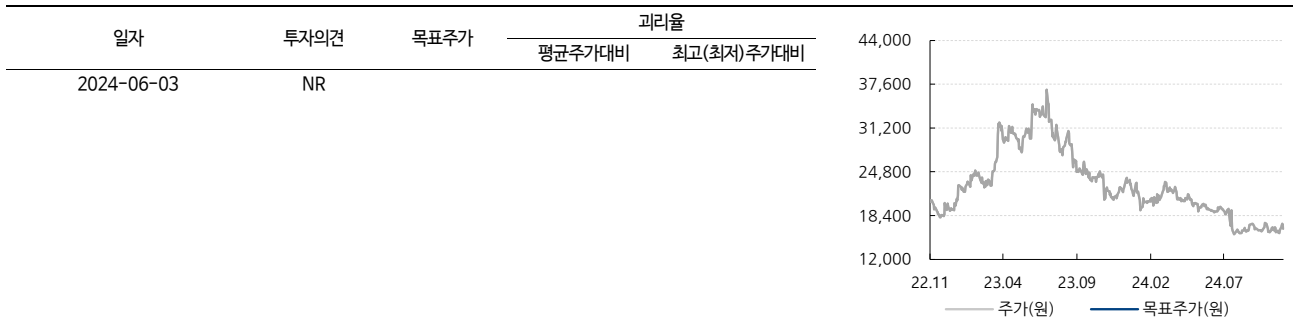 일자 투자의견 목표주가 괴리율
평균주가대비 최고(최저)주가대비
2024-06-03 NR
44,000
37,600
31,200
24,800
18,400
12,000
22.11 23.04 23.09 24.02 24.07
주가(원) 목표주가(원)